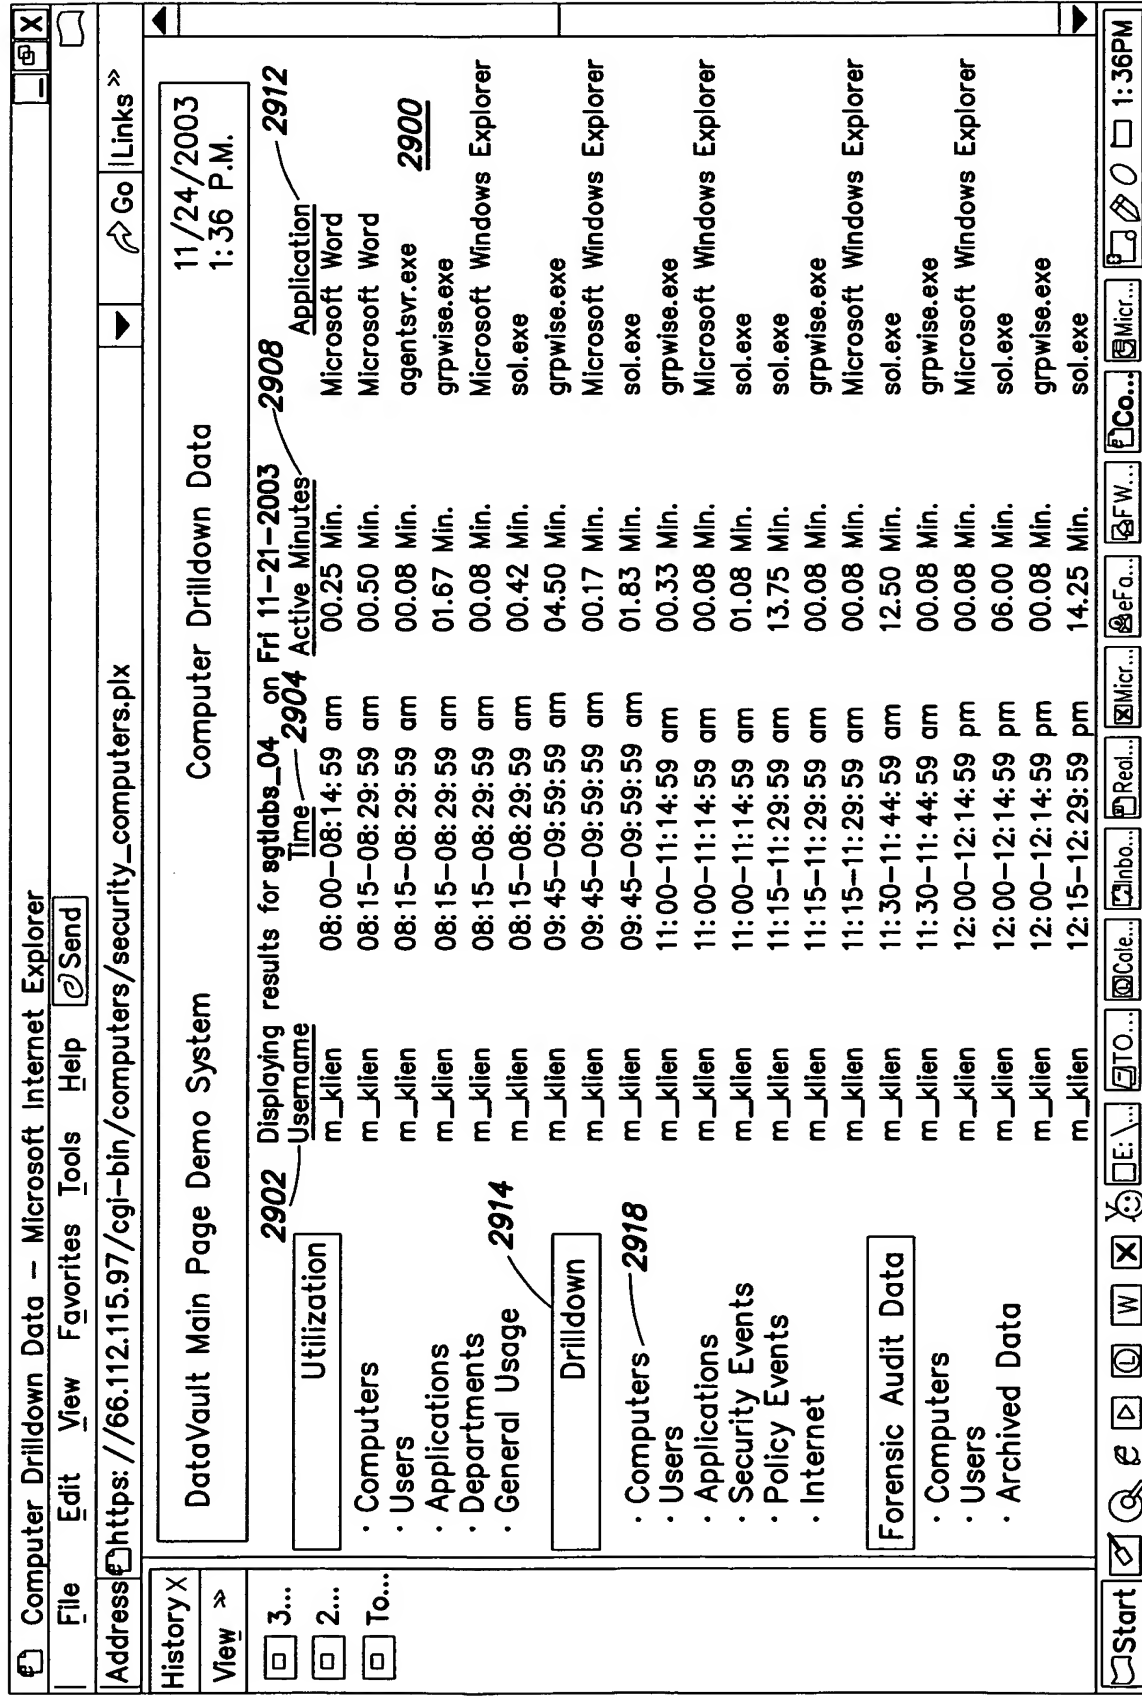 Computer Drilldown Data – Microsoft Internet Explorer
File Edit View Favorites Tools Help Send
Address https://66.112.115.97/cgi-bin/computers/security_computers.plx Go Links »
History X
View »
3...
2...
To...
DataVault Main Page Demo System Computer Drilldown Data 11/24/2003
1:36 P.M.
2902
Utilization
· Computers
· Users
· Applications
· Departments
· General Usage
2914
Drilldown
· Computers 2918
· Users
· Applications
· Security Events
· Policy Events
· Internet
Forensic Audit Data
· Computers
· Users
· Archived Data
Displaying results for sgtlabs_04 on Fri 11-21-2003
2904 2908 2912
Username Time Active Minutes Application
2900
m_klien 08:00-08:14:59 am 00.25 Min. Microsoft Word
m_klien 08:15-08:29:59 am 00.50 Min. Microsoft Word
m_klien 08:15-08:29:59 am 00.08 Min. agentsvr.exe
m_klien 08:15-08:29:59 am 01.67 Min. grpwise.exe
m_klien 08:15-08:29:59 am 00.08 Min. Microsoft Windows Explorer
m_klien 08:15-08:29:59 am 00.42 Min. sol.exe
m_klien 09:45-09:59:59 am 04.50 Min. grpwise.exe
m_klien 09:45-09:59:59 am 00.17 Min. Microsoft Windows Explorer
m_klien 09:45-09:59:59 am 01.83 Min. sol.exe
m_klien 11:00-11:14:59 am 00.33 Min. grpwise.exe
m_klien 11:00-11:14:59 am 00.08 Min. Microsoft Windows Explorer
m_klien 11:00-11:14:59 am 01.08 Min. sol.exe
m_klien 11:15-11:29:59 am 13.75 Min. sol.exe
m_klien 11:15-11:29:59 am 00.08 Min. grpwise.exe
m_klien 11:15-11:29:59 am 00.08 Min. Microsoft Windows Explorer
m_klien 11:30-11:44:59 am 12.50 Min. sol.exe
m_klien 11:30-11:44:59 am 00.08 Min. grpwise.exe
m_klien 12:00-12:14:59 pm 00.08 Min. Microsoft Windows Explorer
m_klien 12:00-12:14:59 pm 06.00 Min. sol.exe
m_klien 12:00-12:14:59 pm 00.08 Min. grpwise.exe
m_klien 12:15-12:29:59 pm 14.25 Min. sol.exe
Start W X E:\... TO... Cale... Inbo... Real... Micr... eFa... FW... Co... Micr... 1:36PM